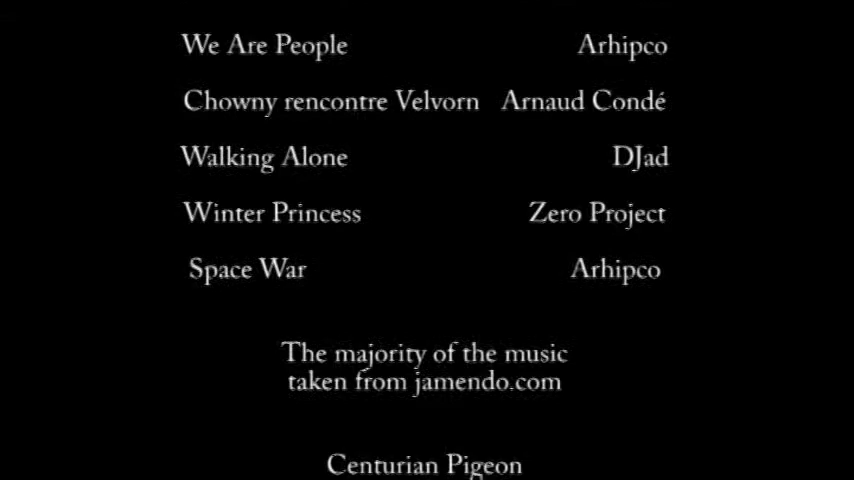 We Are People Arhipco
Chowny rencontre Velvorn Arnaud Condé
Walking Alone DJad
Winter Princess Zero Project
Space War Arhipco
The majority of the music
taken from jamendo.com
Centurian Pigeon